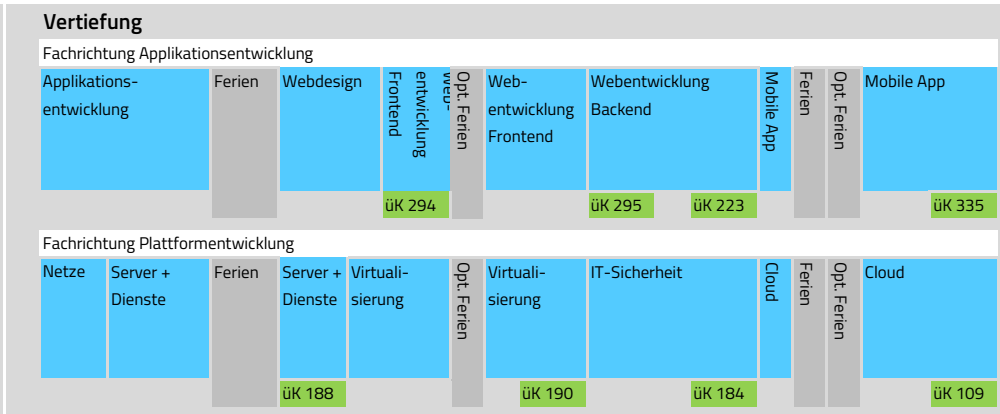 Vertiefung
Fachrichtung Applikationsentwicklung
Applikations-
entwicklung
Ferien
Webdesign
Web-
entwicklung
Frontend
Opt. Ferien
Web-
entwicklung
Frontend
Webentwicklung
Backend
Mobile App
Ferien
Opt. Ferien
Mobile App
üK 294
üK 295
üK 223
üK 335
Fachrichtung Plattformentwicklung
Netze
Server +
Dienste
Ferien
Server +
Dienste
Virtuali-
sierung
Opt. Ferien
Virtuali-
sierung
IT-Sicherheit
Cloud
Ferien
Opt. Ferien
Cloud
üK 188
üK 190
üK 184
üK 109